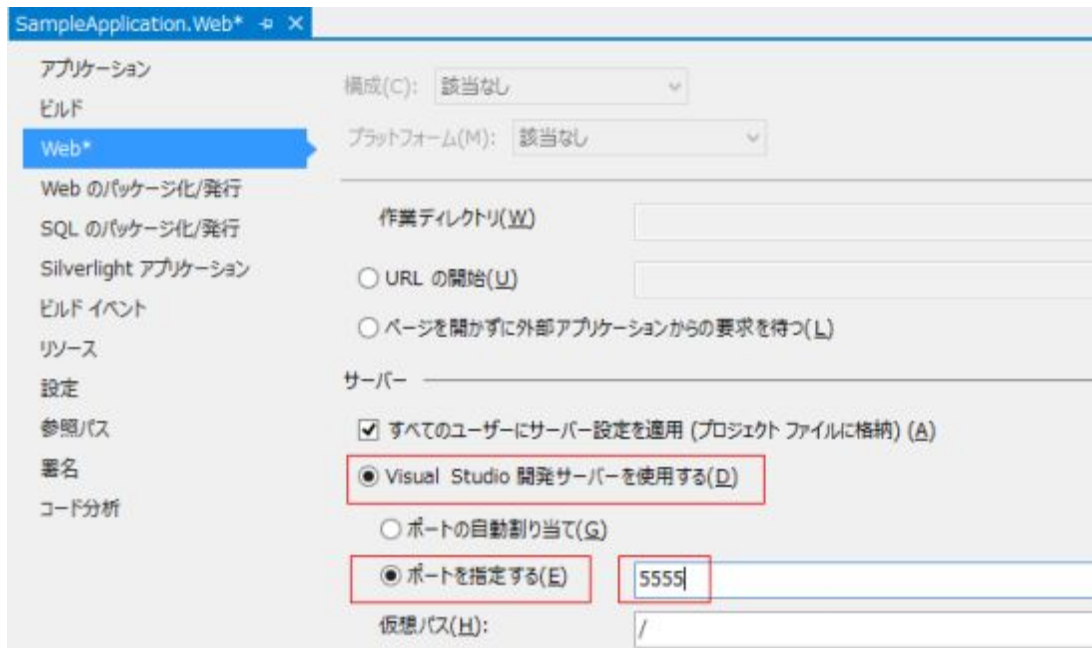 SampleApplication.Web*
アプリケーション
ビルド
Web*
Web のパッケージ化/発行
SQL のパッケージ化/発行
Silverlight アプリケーション
ビルド イベント
リソース
設定
参照パス
署名
コード分析
構成(C): 該当なし
プラットフォーム(M): 該当なし
作業ディレクトリ(W)
URL の開始(U)
ページを開かずに外部アプリケーションからの要求を待つ(L)
サーバー
すべてのユーザーにサーバー設定を適用 (プロジェクト ファイルに格納) (A)
Visual Studio 開発サーバーを使用する(D)
ポートの自動割り当て(G)
ポートを指定する(E) 5555
仮想パス(H): /